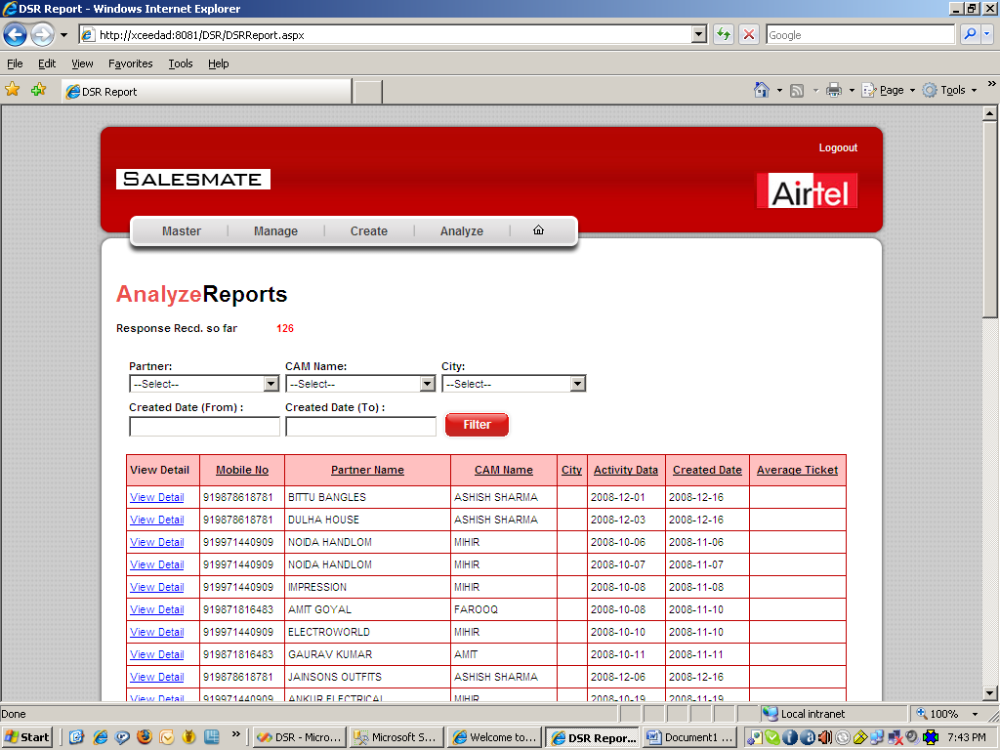 DSR Report - Windows Internet Explorer
http://xceedad:8081/DSR/DSRReport.aspx
Google
File Edit View Favorites Tools Help
DSR Report
Page Tools
Logoout
SALESMATE
Airtel
Master | Manage | Create | Analyze |
AnalyzeReports
Response Recd. so far 126
Partner: CAM Name: City:
--Select-- --Select-- --Select--
Created Date (From) : Created Date (To) :
Filter
View Detail Mobile No Partner Name CAM Name City Activity Data Created Date Average Ticket
View Detail 919878618781 BITTU BANGLES ASHISH SHARMA 2008-12-01 2008-12-16
View Detail 919878618781 DULHA HOUSE ASHISH SHARMA 2008-12-03 2008-12-16
View Detail 919971440909 NOIDA HANDLOM MIHIR 2008-10-06 2008-11-06
View Detail 919971440909 NOIDA HANDLOM MIHIR 2008-10-07 2008-11-07
View Detail 919971440909 IMPRESSION MIHIR 2008-10-08 2008-11-08
View Detail 919871816483 AMIT GOYAL FAROOQ 2008-10-08 2008-11-10
View Detail 919971440909 ELECTROWORLD MIHIR 2008-10-10 2008-11-10
View Detail 919871816483 GAURAV KUMAR AMIT 2008-10-11 2008-11-11
View Detail 919878618781 JAINSONS OUTFITS ASHISH SHARMA 2008-12-06 2008-12-16
View Detail 919971440909 ANKUR ELECTRICAL MIHIR 2008-10-19 2008-11-19
Done Local intranet 100%
Start DSR - Micro... Microsoft S... Welcome to... DSR Repor... Document1 ... 7:43 PM